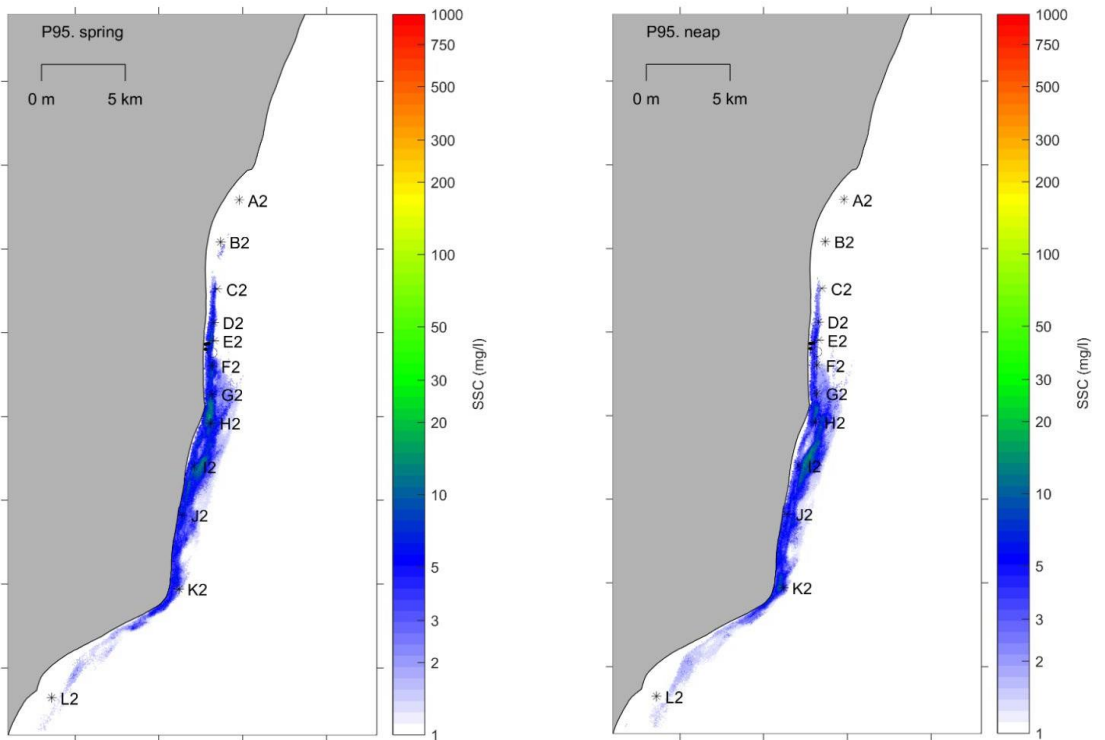 P95. spring
0 m 5 km
A2
B2
C2
D2
E2
F2
G2
H2
I2
J2
K2
L2
1000
750
500
300
200
100
50
30
20
10
5
3
2
1
SSC (mg/l)
P95. neap
0 m 5 km
A2
B2
C2
D2
E2
F2
G2
H2
I2
J2
K2
L2
1000
750
500
300
200
100
50
30
20
10
5
3
2
1
SSC (mg/l)